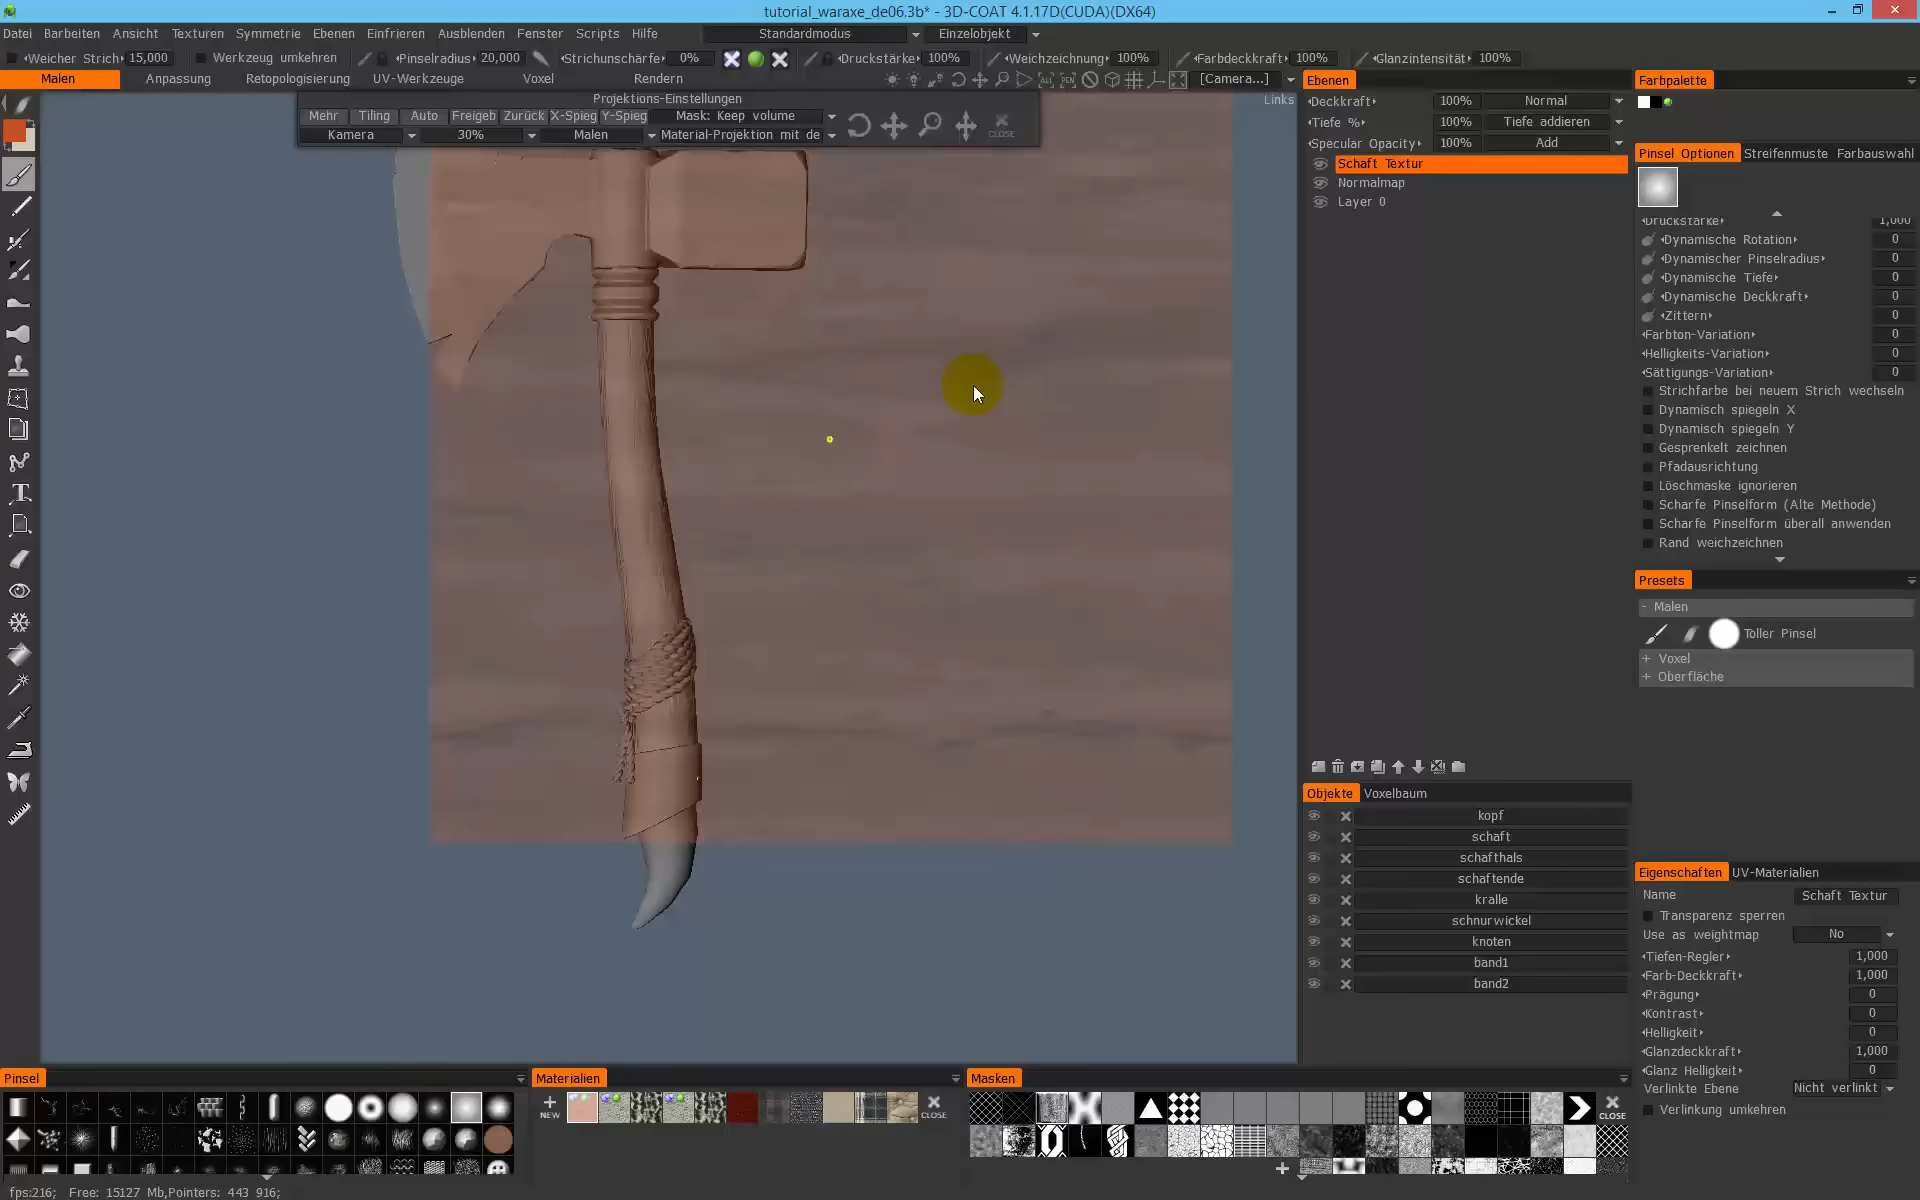 tutorial_waraxe_de06.3b* - 3D-COAT 4.1.17D(CUDA)(DX64)
Datei Barbeiten Ansicht Texturen Symmetrie Ebenen Einfrieren Ausblenden Fenster Scripts Hilfe Standardmodus Einzelobjekt
Weicher Strich 15,000 Werkzeug umkehren Pinselradius 20,000 Strichunschärfe 0% Druckstärke 100% Weichzeichnung 100% Farbdeckkraft 100% Glanzintensität 100%
Malen Anpassung Retopologisierung UV-Werkzeuge Voxel Rendern [Camera...]
Projektions-Einstellungen
Mehr Tiling Auto Freigeb Zurück X-Spieg Y-Spieg Mask: Keep volume
Kamera 30% Malen Material-Projektion mit de CLOSE
Links
Ebenen
Deckkraft 100% Normal
Tiefe % 100% Tiefe addieren
Specular Opacity 100% Add
Schaft Textur
Normalmap
Layer 0
Objekte Voxelbaum
kopf
schaft
schafthals
schaftende
kralle
schnurwickel
knoten
band1
band2
Farbpalette
Pinsel Optionen Streifenmuste Farbauswahl
Druckstärke 1,000
Dynamische Rotation 0
Dynamischer Pinselradius 0
Dynamische Tiefe 0
Dynamische Deckkraft 0
Zittern 0
Farbton-Variation 0
Helligkeits-Variation 0
Sättigungs-Variation 0
Strichfarbe bei neuem Strich wechseln
Dynamisch spiegeln X
Dynamisch spiegeln Y
Gesprenkelt zeichnen
Pfadausrichtung
Löschmaske ignorieren
Scharfe Pinselform (Alte Methode)
Scharfe Pinselform überall anwenden
Rand weichzeichnen
Presets
- Malen
Toller Pinsel
+ Voxel
+ Oberfläche
Eigenschaften UV-Materialien
Name Schaft Textur
Transparenz sperren
Use as weightmap No
Tiefen-Regler 1,000
Farb-Deckkraft 1,000
Prägung 0
Kontrast 0
Helligkeit 0
Glanzdeckkraft 1,000
Glanz Helligkeit 0
Verlinkte Ebene Nicht verlinkt
Verlinkung umkehren
Pinsel Materialien Masken
NEW CLOSE CLOSE
fps:216; Free: 15127 Mb,Pointers: 443 916;